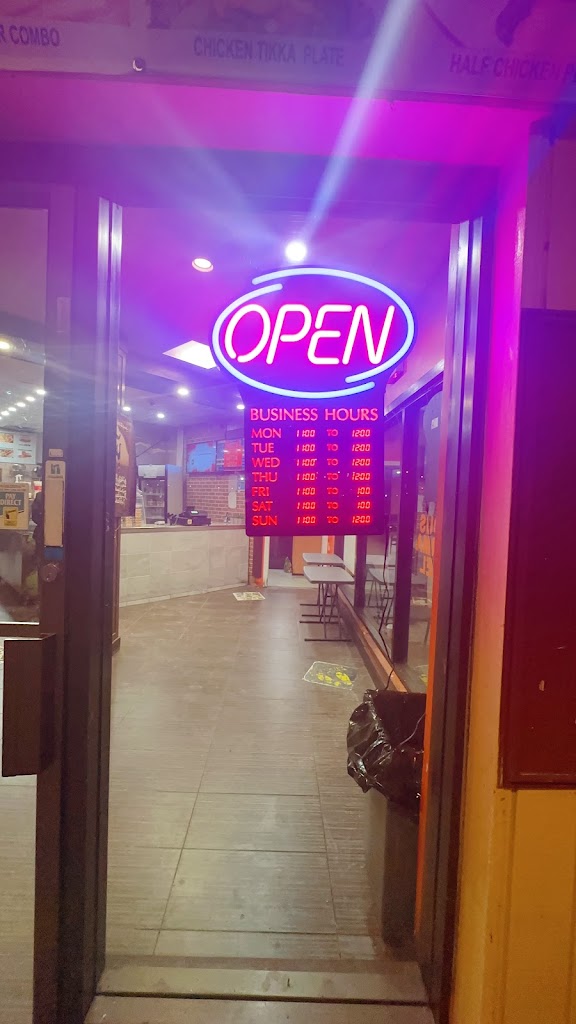 R COMBO
CHICKEN TIKKA PLATE
HALF CHICKEN P
OPEN
BUSINESS HOURS
MON 11:00 TO 12:00
TUE 11:00 TO 12:00
WED 11:00 TO 12:00
THU 11:00 TO 12:00
FRI 11:00 TO 1:00
SAT 11:00 TO 1:00
SUN 11:00 TO 12:00
PAY
DIRECT